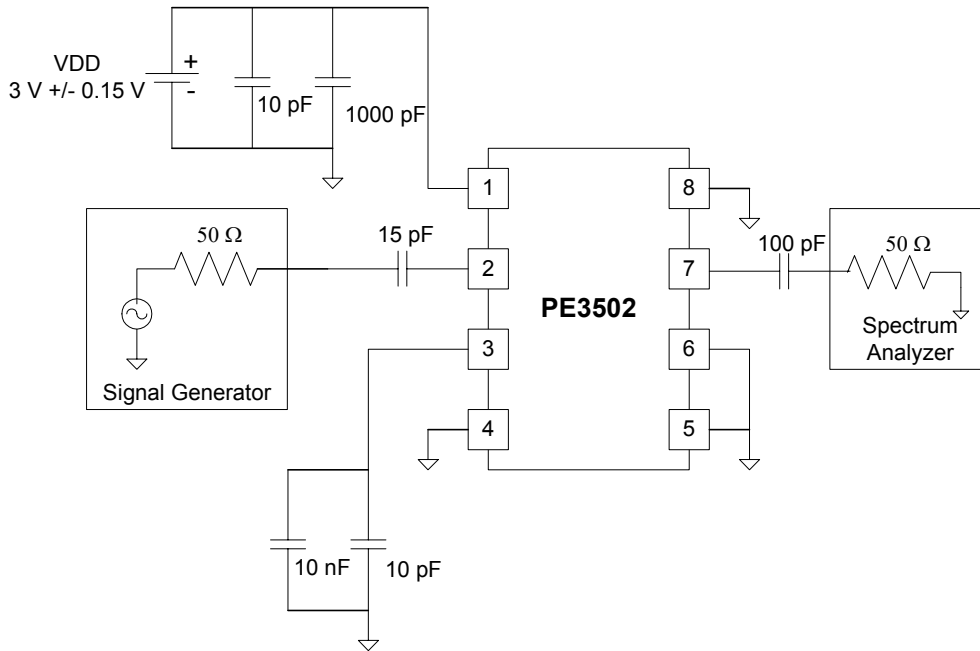 VDD
3 V +/- 0.15 V
+
-
10 pF
1000 pF
1
8
50 Ω
15 pF
2
7
100 pF
50 Ω
PE3502
Signal Generator
3
6
Spectrum
Analyzer
4
5
10 nF
10 pF